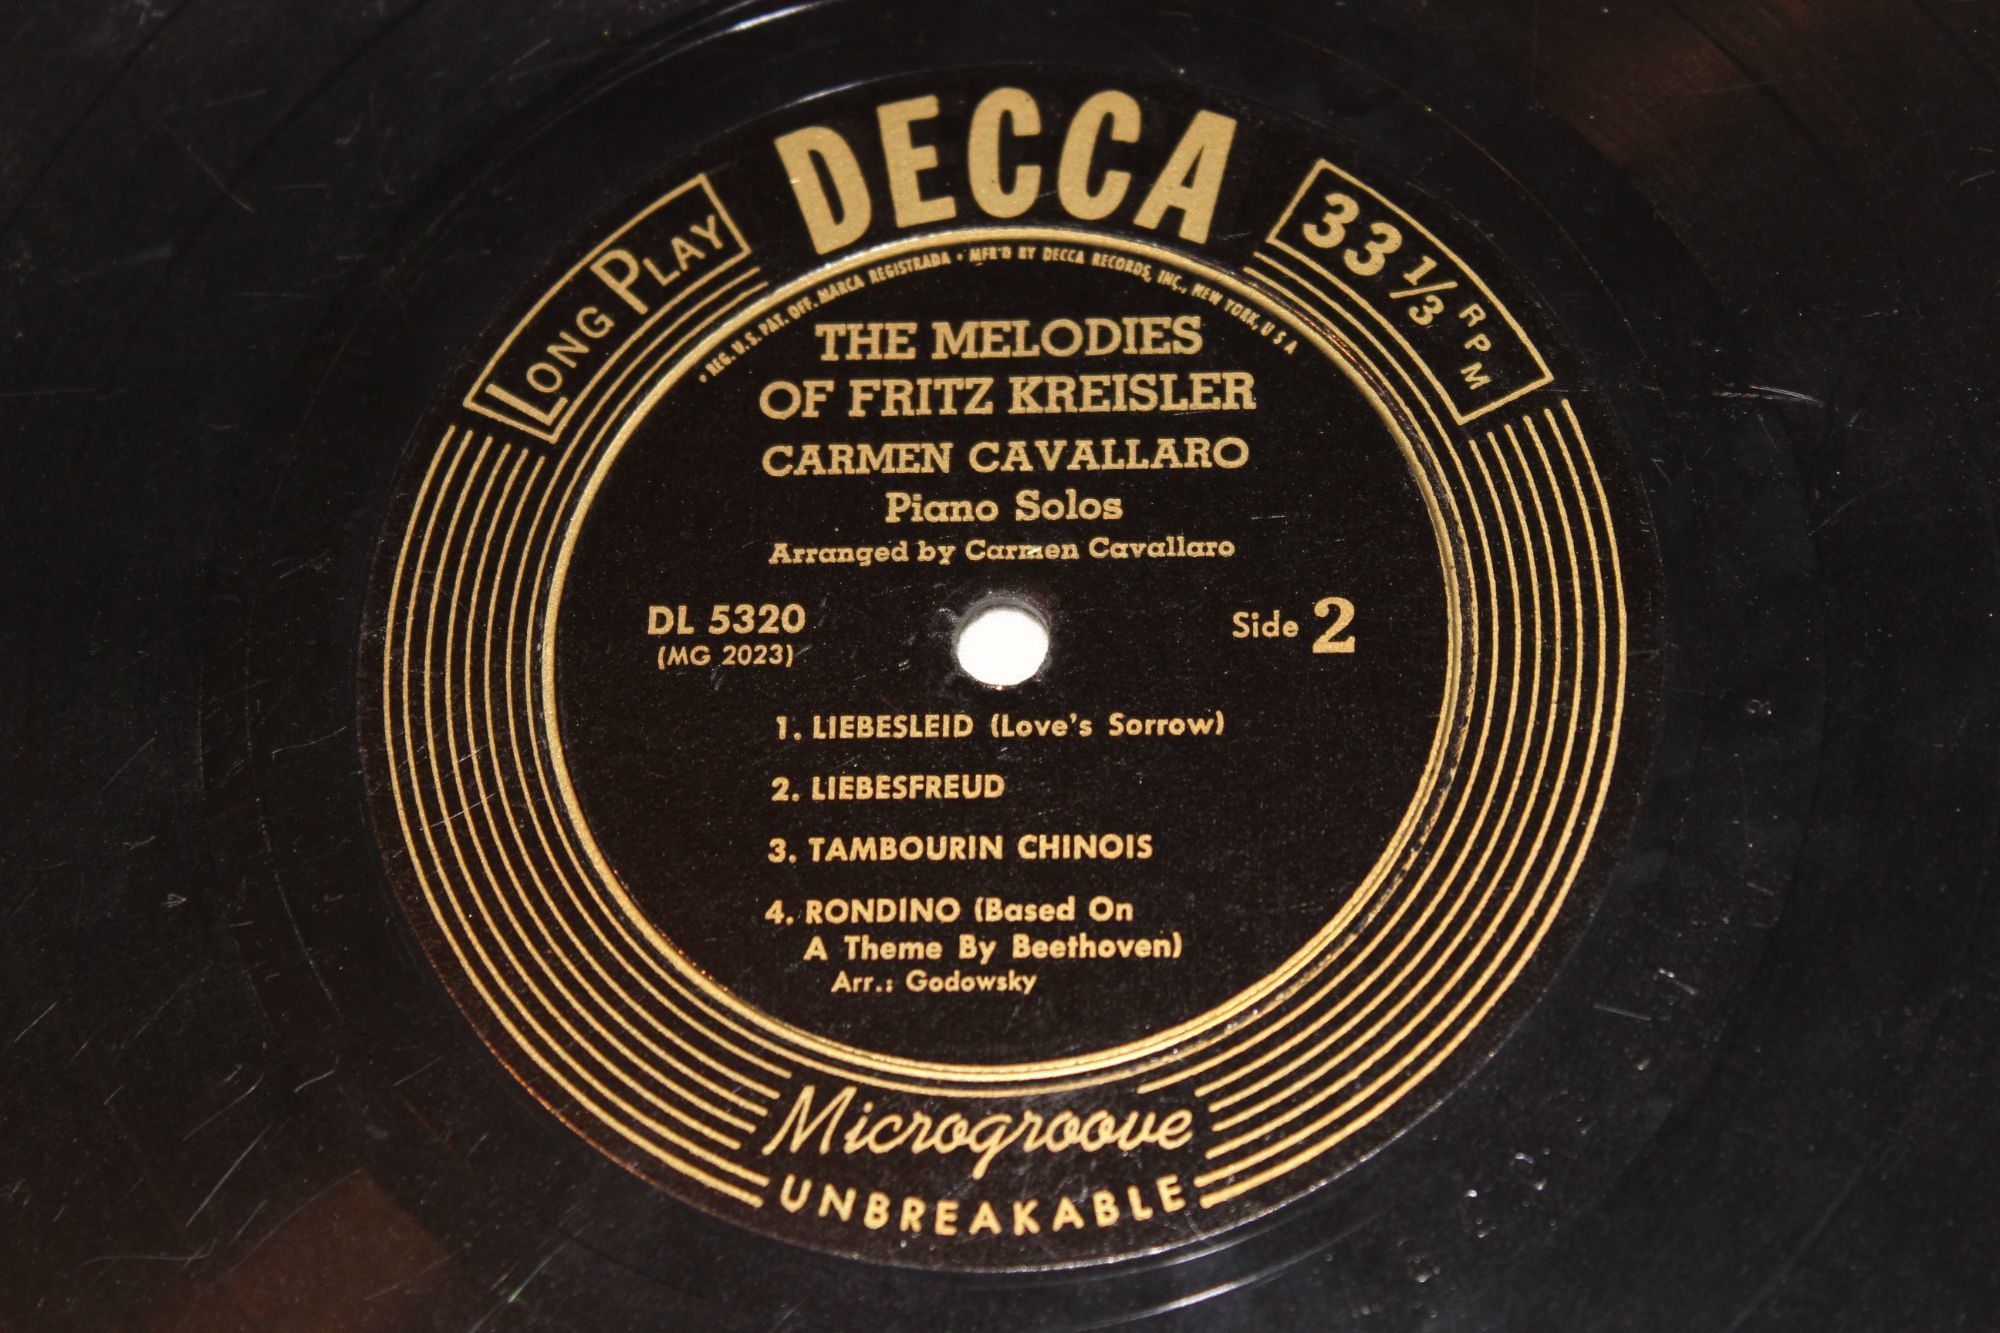 DECCA
LONG PLAY
33 1/3 RPM
• REG. U.S. PAT. OFF. MARCA REGISTRADA • MFR'D BY DECCA RECORDS, INC., NEW YORK, U S A
THE MELODIES
OF FRITZ KREISLER
CARMEN CAVALLARO
Piano Solos
Arranged by Carmen Cavallaro
DL 5320
(MG 2023)
Side 2
1. LIEBESLEID (Love's Sorrow)
2. LIEBESFREUD
3. TAMBOURIN CHINOIS
4. RONDINO (Based On
A Theme By Beethoven)
Arr.: Godowsky
Microgroove
UNBREAKABLE